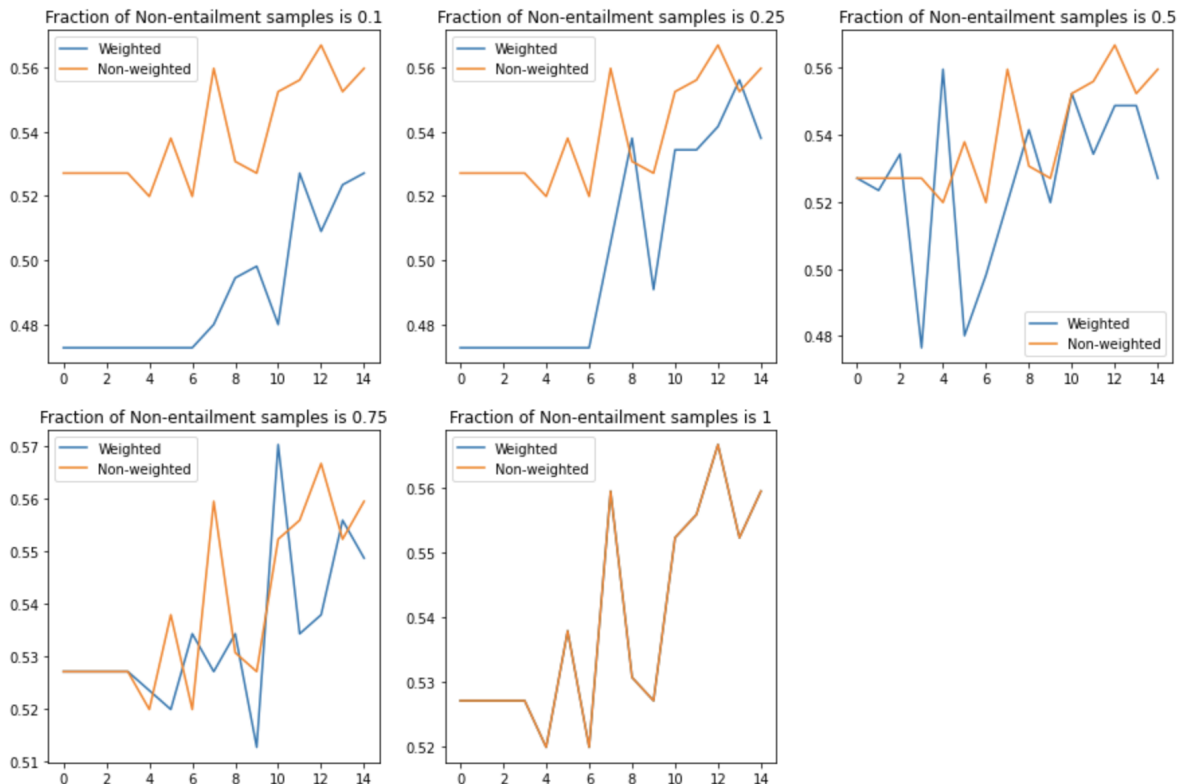 Fraction of Non-entailment samples is 0.1
Weighted
Non-weighted
0.56
0.54
0.52
0.50
0.48
0 2 4 6 8 10 12 14
Fraction of Non-entailment samples is 0.25
Weighted
Non-weighted
0.56
0.54
0.52
0.50
0.48
0 2 4 6 8 10 12 14
Fraction of Non-entailment samples is 0.5
0.56
0.54
0.52
0.50
0.48
Weighted
Non-weighted
0 2 4 6 8 10 12 14
Fraction of Non-entailment samples is 0.75
0.57
Weighted
Non-weighted
0.56
0.55
0.54
0.53
0.52
0.51
0 2 4 6 8 10 12 14
Fraction of Non-entailment samples is 1
Weighted
Non-weighted
0.56
0.55
0.54
0.53
0.52
0 2 4 6 8 10 12 14